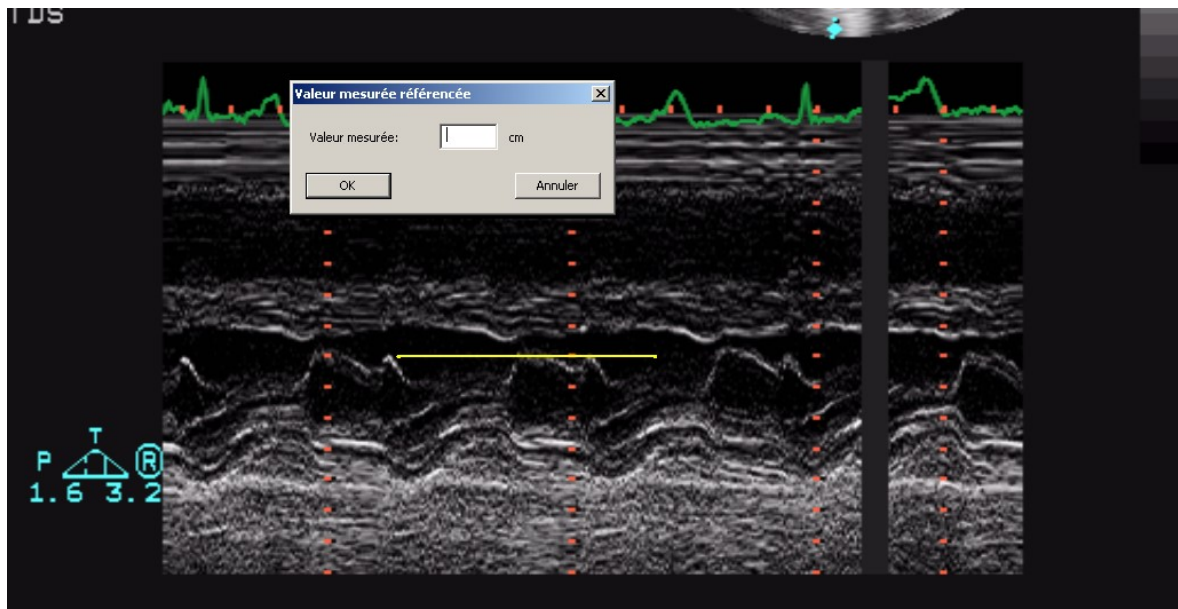 TDS
Valeur mesurée référencée
Valeur mesurée:
cm
OK
Annuler
T
P
R
1.6 3.2